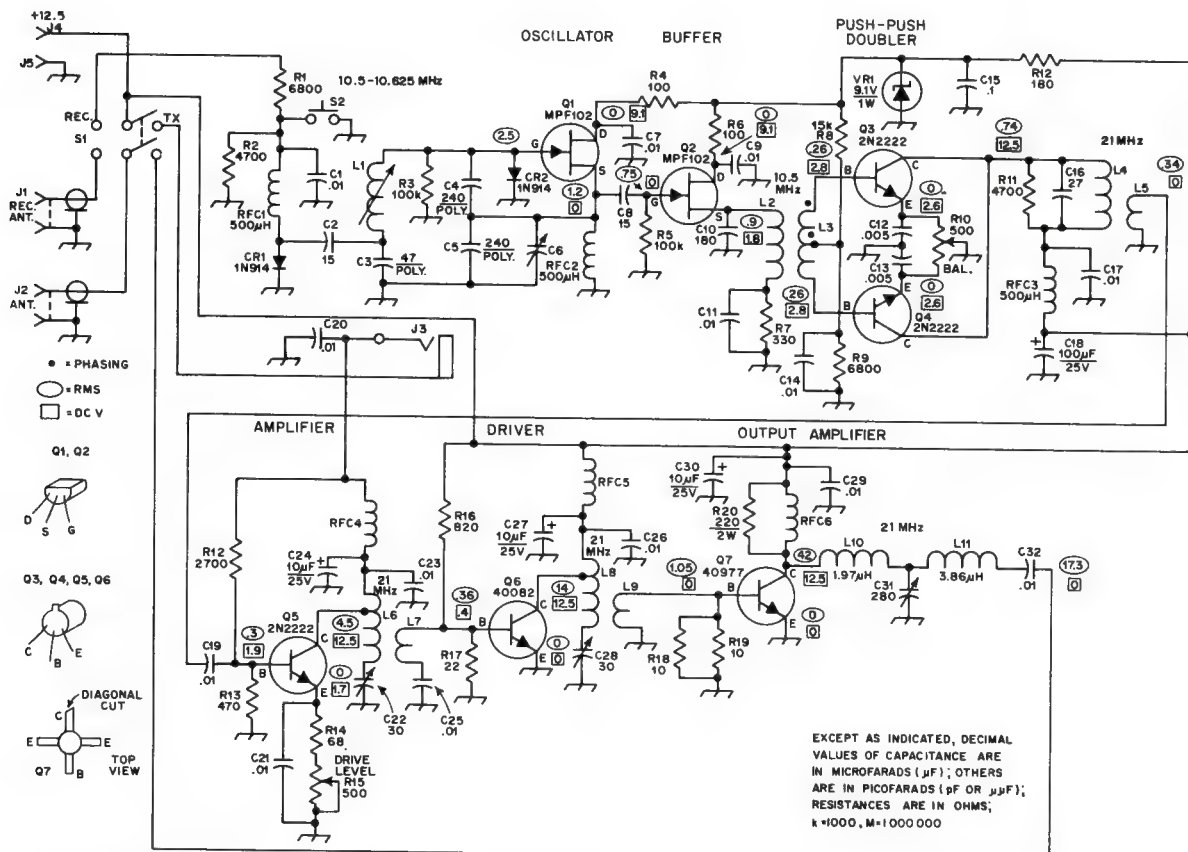 +12.5
J4
J5
REC.
TX
S1
J1
REC.
ANT.
J2
ANT.
• = PHASING
= RMS
= DC V
Q1, Q2
D
S
G
Q3, Q4, Q5, Q6
C
B
E
DIAGONAL
CUT
C
E
E
TOP
VIEW
Q7
B
OSCILLATOR
BUFFER
PUSH-PUSH
DOUBLER
R1
6800
10.5-10.625 MHz
S2
R2
4700
C1
.01
RFC1
500µH
CR1
1N914
C2
15
L1
C3
47
POLY.
R3
100k
C4
240
POLY.
C5
240
POLY.
C6
2.5
CR2
1N914
Q1
MPF102
G
D
S
0
9.1
R4
100
C7
.01
1.2
0
RFC2
500µH
C8
15
.75
0
R5
100k
Q2
MPF102
G
D
S
R6
100
0
9.1
C9
.01
C10
180
.9
1.8
10.5
MHz
L2
L3
C11
.01
R7
330
15k
R8
.26
2.8
.26
2.8
C14
.01
R9
6800
VR1
9.1V
1W
C15
.1
R12
180
Q3
2N2222
B
C
E
0
2.6
C12
.005
C13
.005
R10
500
BAL.
0
2.6
Q4
2N2222
B
E
C
.74
12.5
R11
4700
C16
27
21 MHz
L4
L5
.34
0
RFC3
500µH
C17
.01
C18
100µF
25V
C20
.01
J3
AMPLIFIER
DRIVER
OUTPUT AMPLIFIER
R12
2700
RFC4
C24
10µF
25V
C23
.01
21
MHz
L6
L7
Q5
2N2222
B
C
E
4.5
12.5
0
1.7
.3
1.9
C19
.01
R13
470
C21
.01
R14
68
DRIVE
LEVEL
R15
500
C22
30
C25
.01
R16
820
.36
.4
R17
22
Q6
40082
B
C
E
0
0
RFC5
C27
10µF
25V
C26
.01
21
MHz
L8
L9
14
12.5
C28
30
1.05
0
R18
10
R19
10
C30
10µF
25V
C29
.01
R20
220
2W
RFC6
Q7
40977
B
C
E
42
12.5
0
0
21 MHz
L10
1.97µH
C31
280
L11
3.86µH
C32
.01
17.3
0
EXCEPT AS INDICATED, DECIMAL
VALUES OF CAPACITANCE ARE
IN MICROFARADS (µF); OTHERS
ARE IN PICOFARADS (pF OR µµF);
RESISTANCES ARE IN OHMS;
k=1000, M=1000000